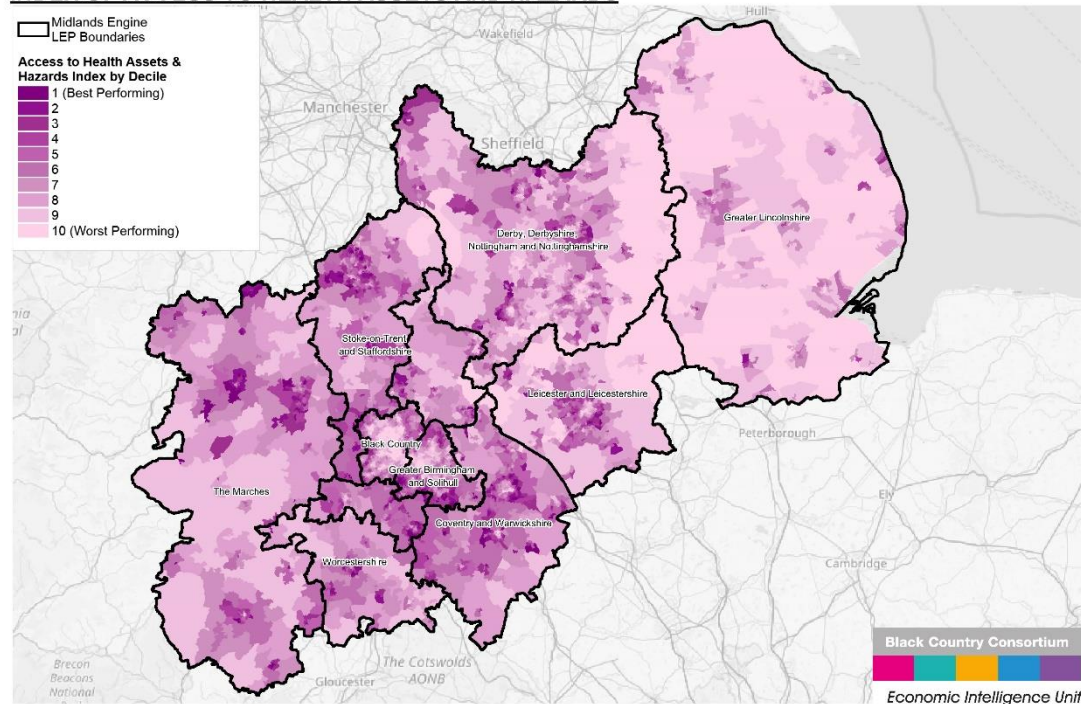 Midlands Engine
LEP Boundaries
Access to Health Assets &
Hazards Index by Decile
1 (Best Performing)
2
3
4
5
6
7
8
9
10 (Worst Performing)
Hull
Wakefield
Manchester
Sheffield
Greater Lincolnshire
Derby, Derbyshire,
Nottingham and Nottinghamshire
Stoke-on-Trent
and Staffordshire
Leicester and Leicestershire
Peterborough
Black Country
Greater Birmingham
and Solihull
The Marches
Ely
Coventry and Warwickshire
Worcestershire
Cambridge
Black Country Consortium
Brecon
Beacons
National
The Cotswolds
AONB
Gloucester
Economic Intelligence Unit